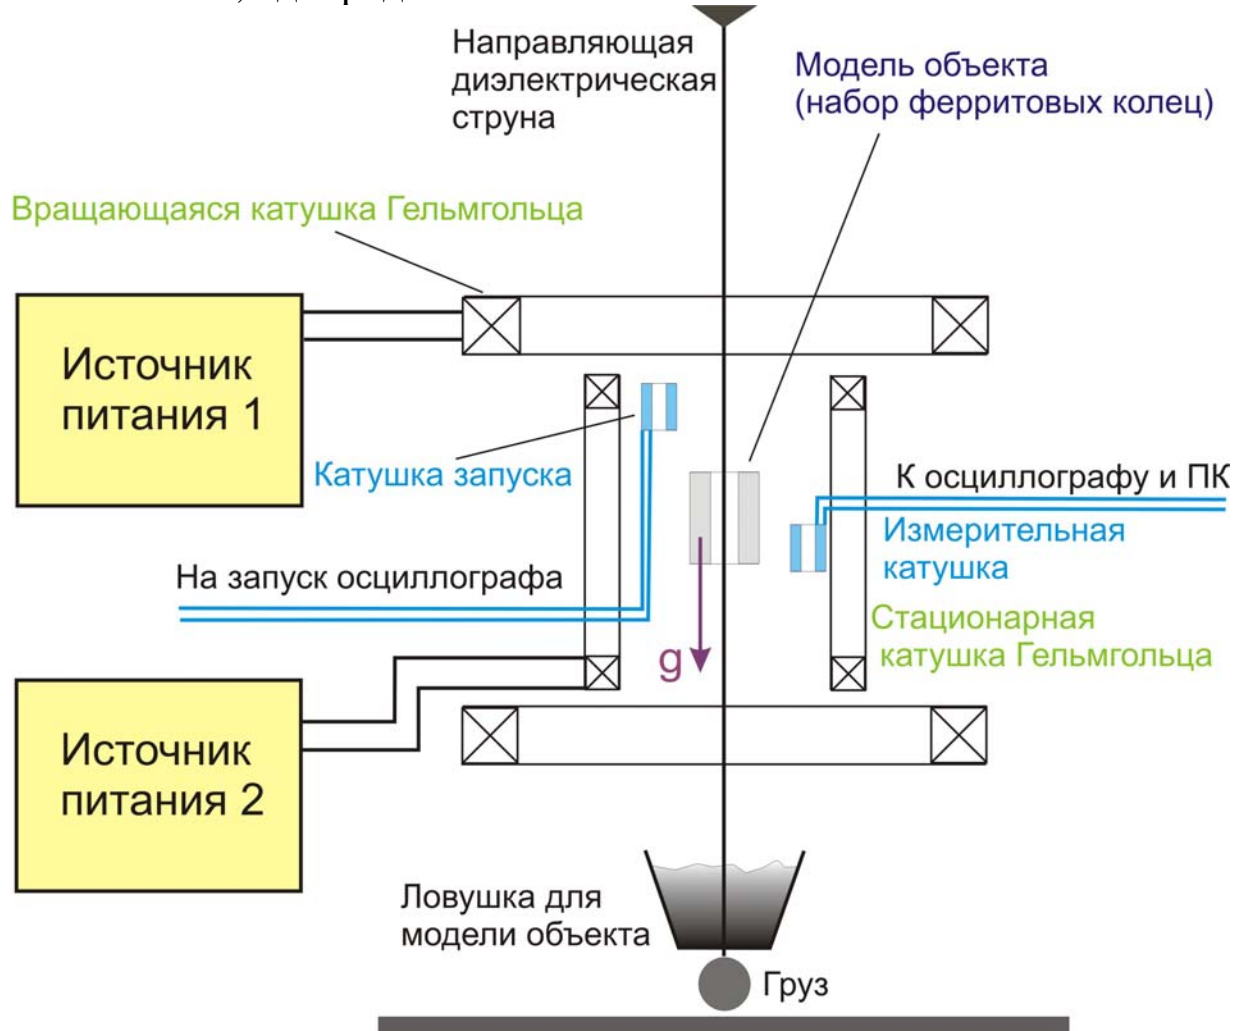 Направляющая
диэлектрическая
струна
Модель объекта
(набор ферритовых колец)
Вращающаяся катушка Гельмгольца
Источник
питания 1
Катушка запуска
К осциллографу и ПК
Измерительная
катушка
На запуск осциллографа
Стационарная
катушка Гельмгольца
g
Источник
питания 2
Ловушка для
модели объекта
Груз